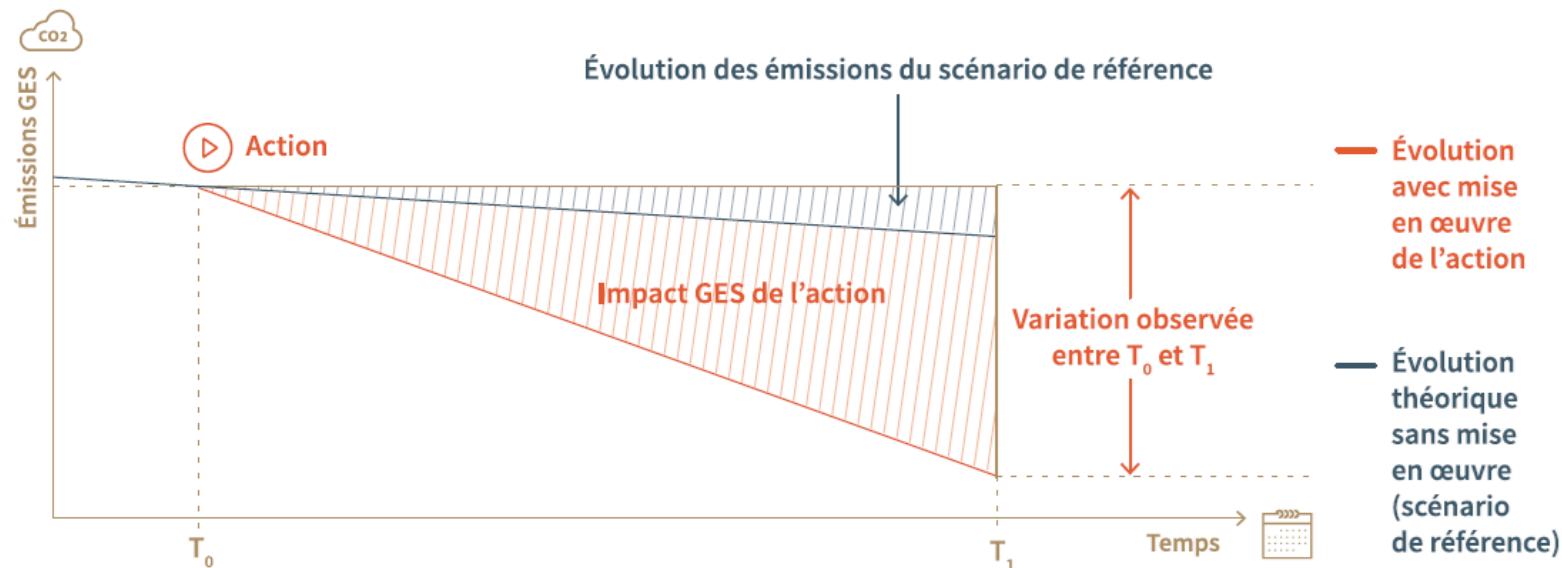 CO2
Émissions GES
Évolution des émissions du scénario de référence
Action
Impact GES de l'action
Variation observée
entre T₀ et T₁
T₀
T₁
Temps
Évolution
avec mise
en œuvre
de l'action
Évolution
théorique
sans mise
en œuvre
(scénario
de référence)